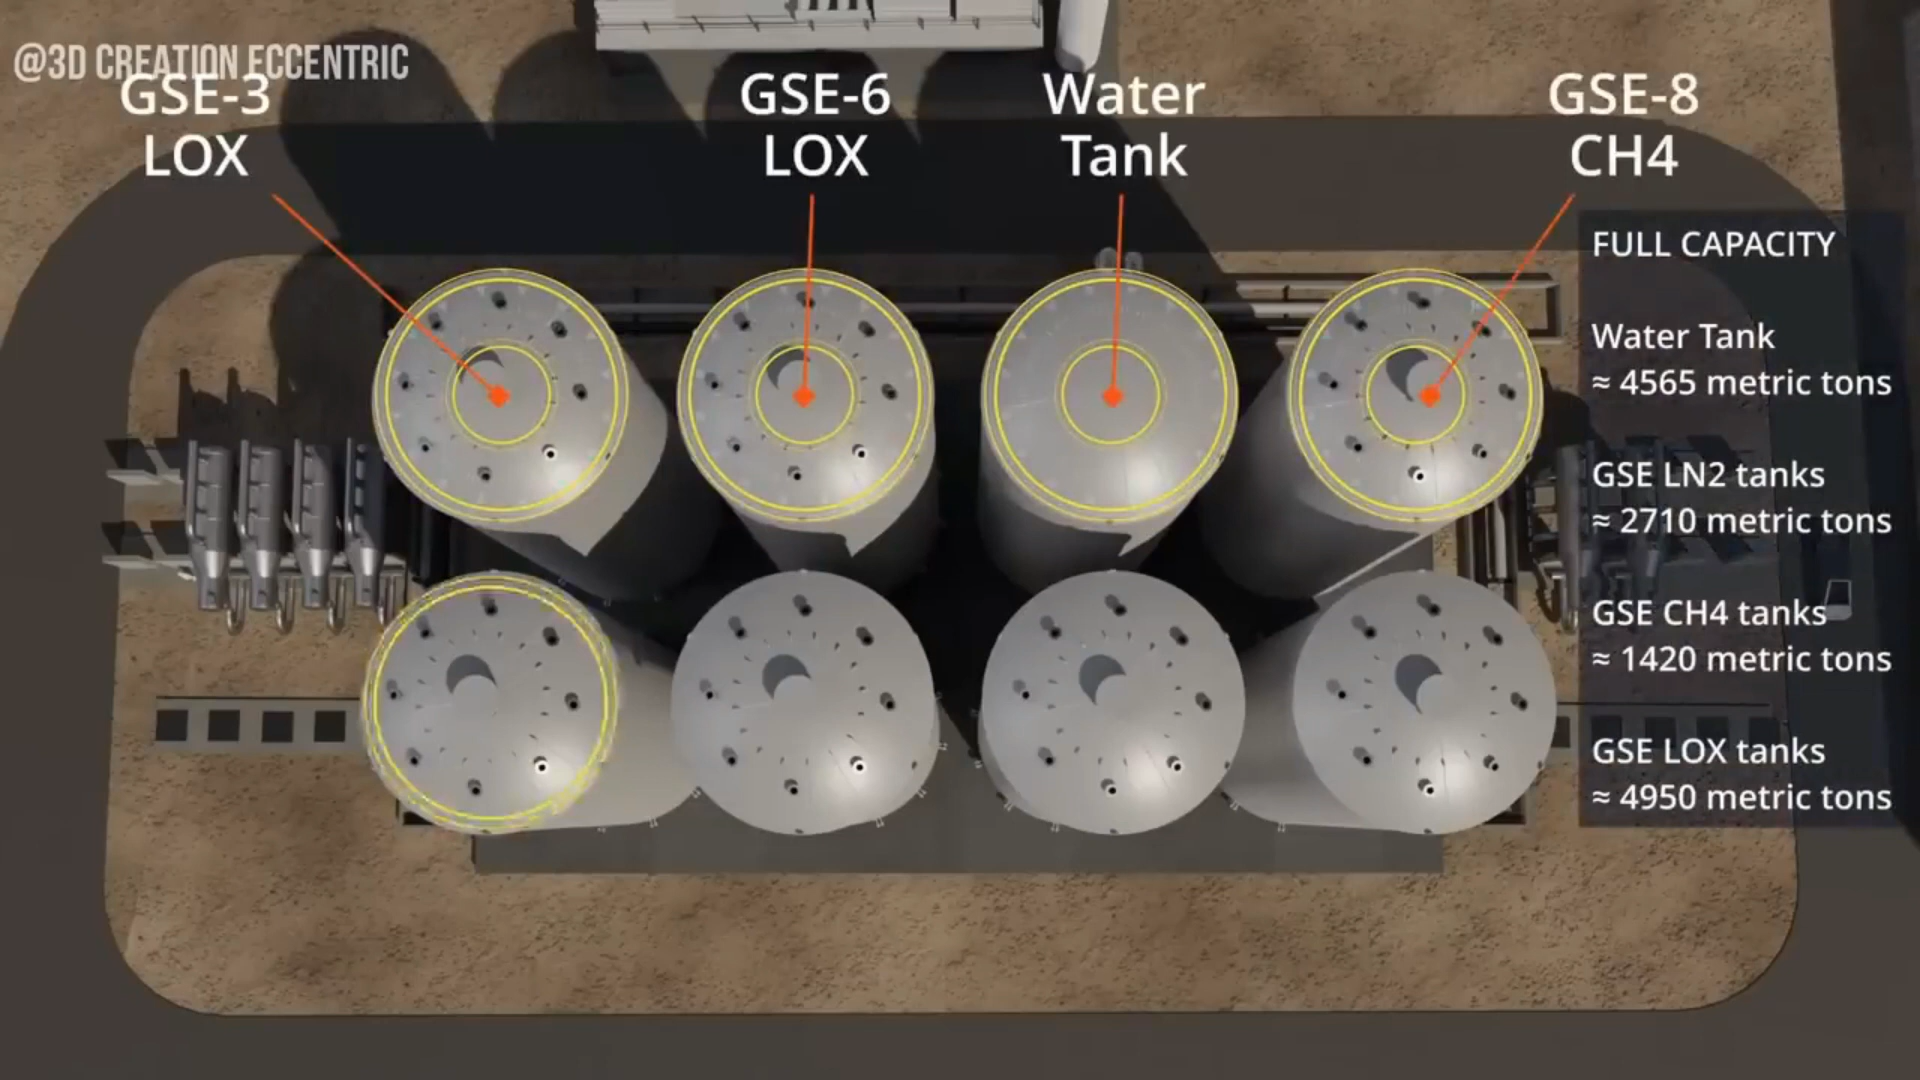 @3D CREATION ECCENTRIC
GSE-3
LOX
GSE-6
LOX
Water
Tank
GSE-8
CH4
FULL CAPACITY
Water Tank
≈ 4565 metric tons
GSE LN2 tanks
≈ 2710 metric tons
GSE CH4 tanks
≈ 1420 metric tons
GSE LOX tanks
≈ 4950 metric tons